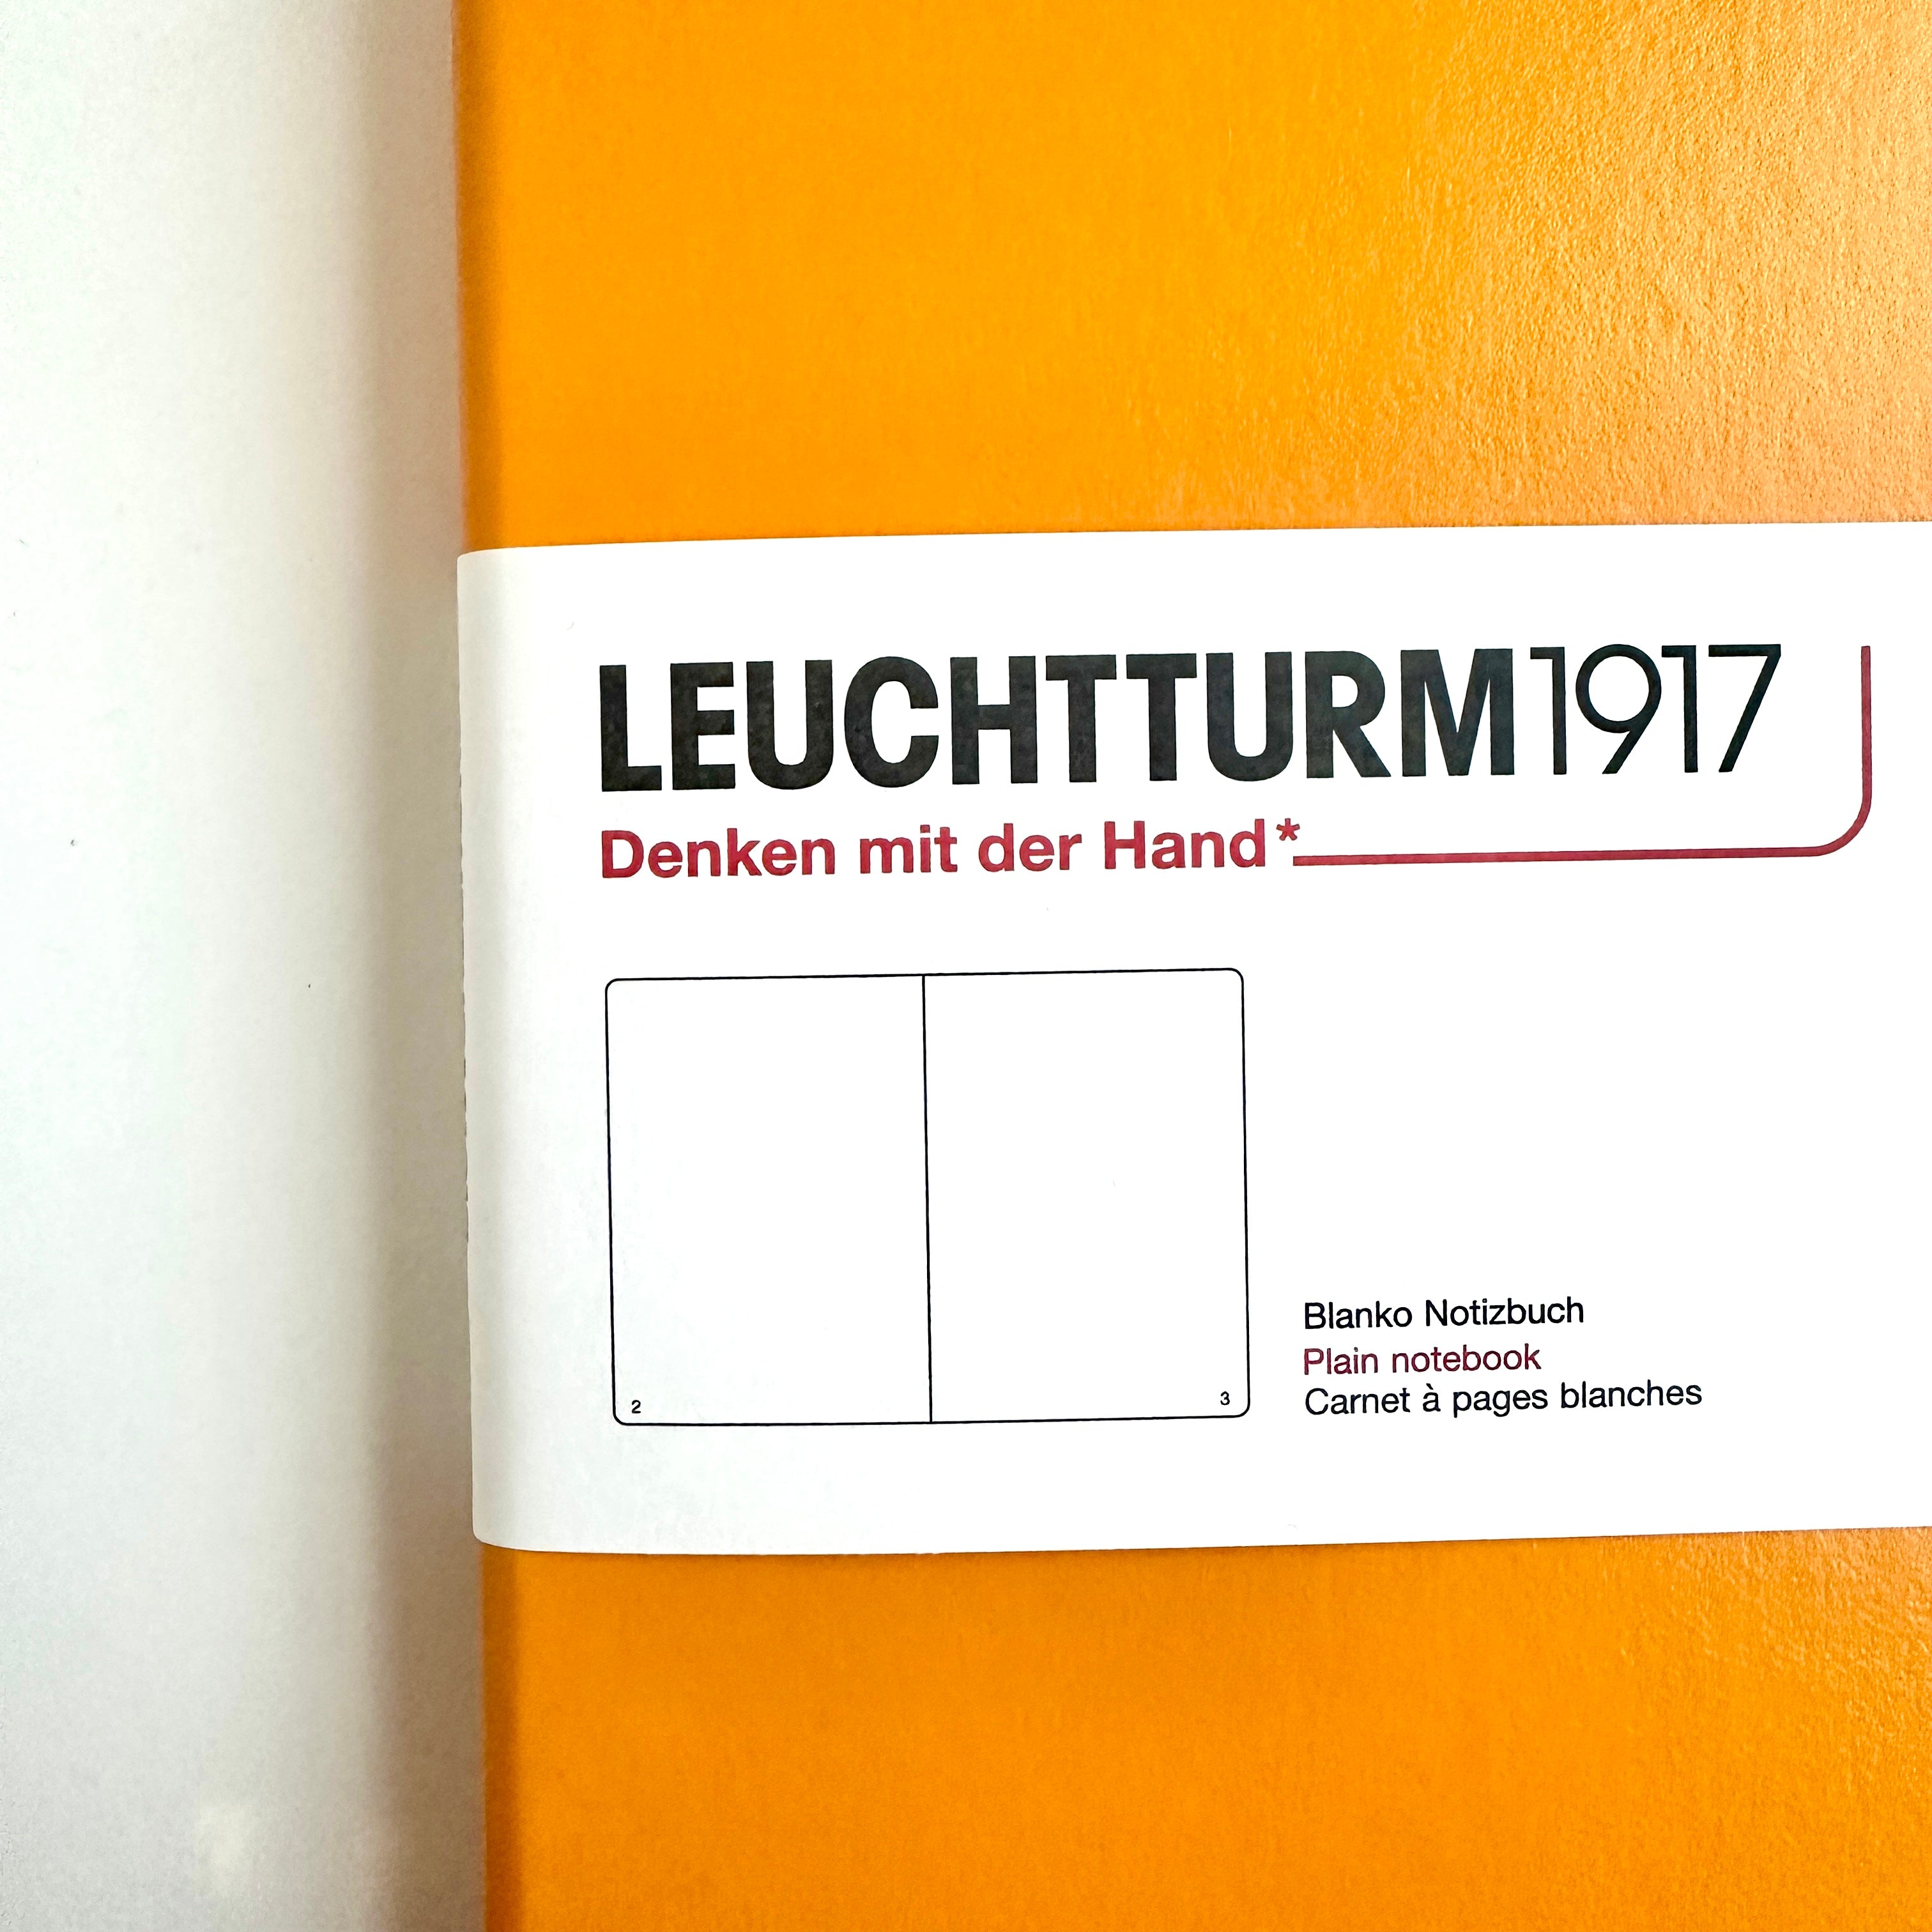 LEUCHTTURM1917
Denken mit der Hand*
2
3
Blanko Notizbuch
Plain notebook
Carnet à pages blanches